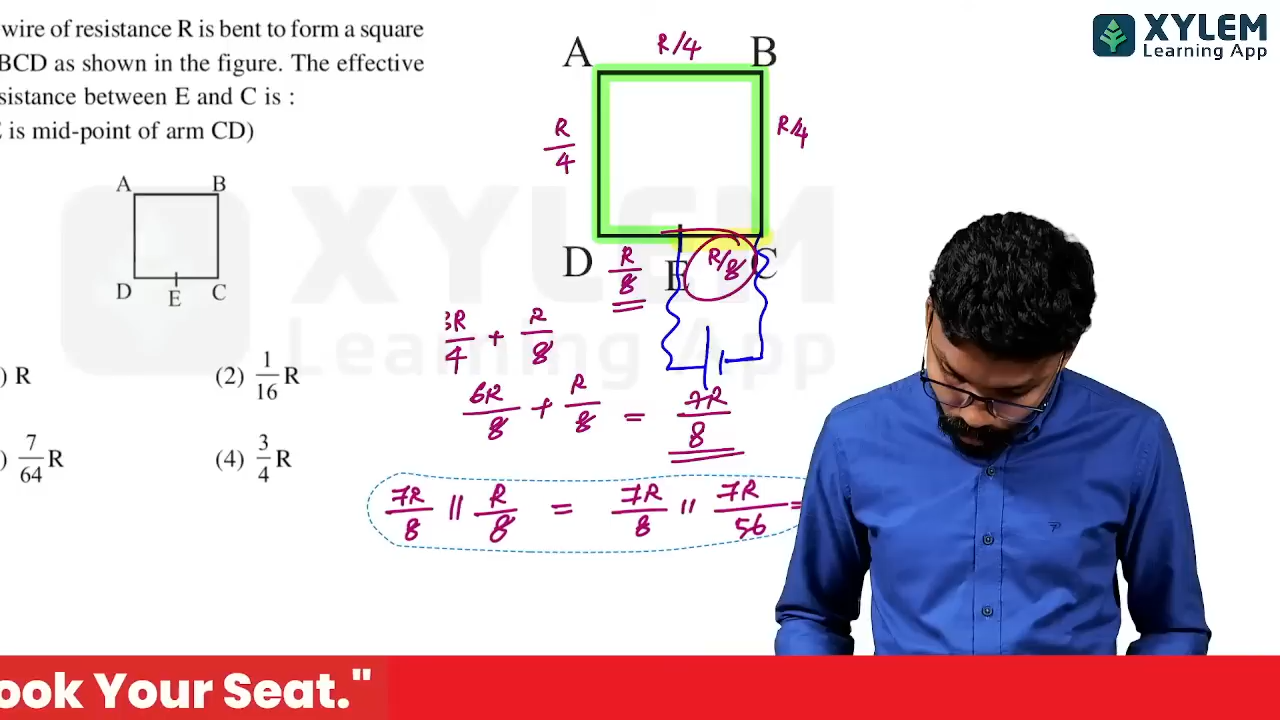 wire of resistance R is bent to form a square
BCD as shown in the figure. The effective
sistance between E and C is :
E is mid-point of arm CD)
A B
D E C
) R
(2) 1/16 R
) 7/64 R
(4) 3/4 R
A R/4 B
R/4 R/4
D R/8 E R/8 C
3R/4 + R/8
6R/8 + R/8 = 7R/8
7R/8 || R/8 = 7R/8 || 7R/56 =
XYLEM
Learning App
XYLEM
Learning App
ook Your Seat."